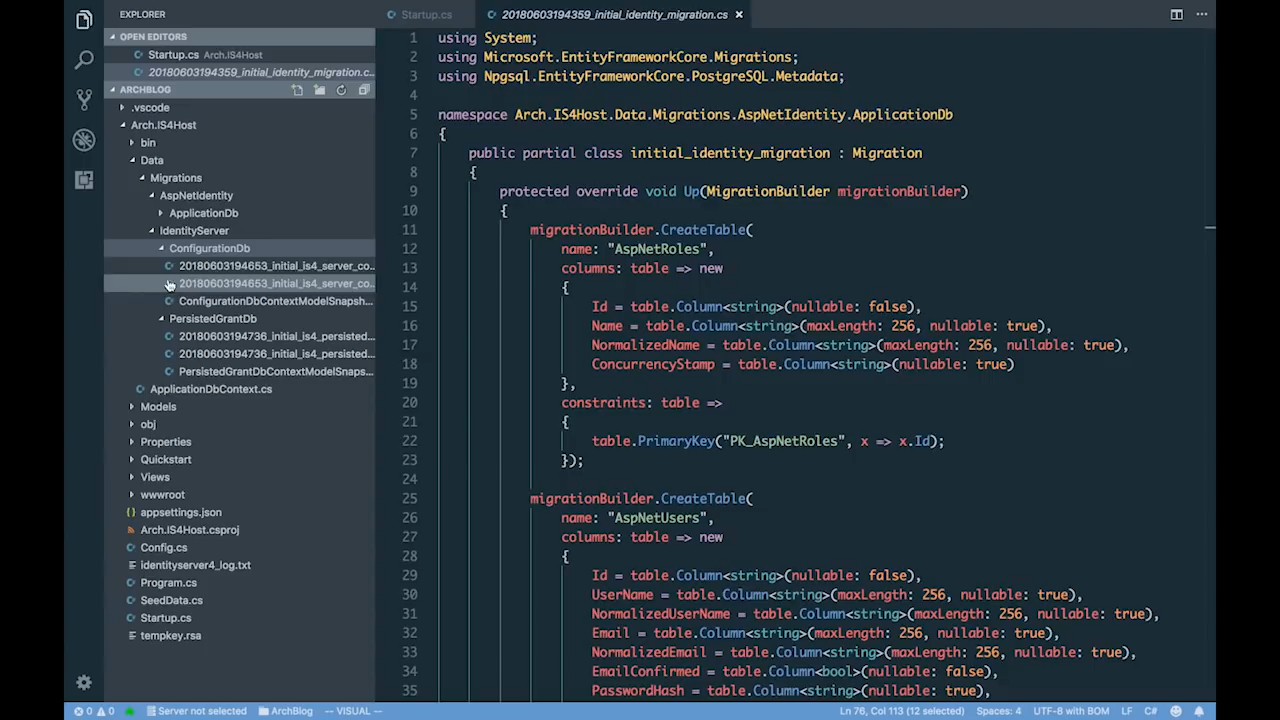 EXPLORER
OPEN EDITORS
Startup.cs Arch.IS4Host
20180603194359_initial_identity_migration.c...
ARCHBLOG
.vscode
Arch.IS4Host
bin
Data
Migrations
AspNetIdentity
ApplicationDb
IdentityServer
ConfigurationDb
20180603194653_initial_is4_server_co...
20180603194653_initial_is4_server_co...
ConfigurationDbContextModelSnapsh...
PersistedGrantDb
20180603194736_initial_is4_persisted...
20180603194736_initial_is4_persisted...
PersistedGrantDbContextModelSnaps...
ApplicationDbContext.cs
Models
obj
Properties
Quickstart
Views
wwwroot
appsettings.json
Arch.IS4Host.csproj
Config.cs
identityserver4_log.txt
Program.cs
SeedData.cs
Startup.cs
tempkey.rsa
Startup.cs
20180603194359_initial_identity_migration.cs
1 using System;
2 using Microsoft.EntityFrameworkCore.Migrations;
3 using Npgsql.EntityFrameworkCore.PostgreSQL.Metadata;
4
5 namespace Arch.IS4Host.Data.Migrations.AspNetIdentity.ApplicationDb
6 {
7 public partial class initial_identity_migration : Migration
8 {
9 protected override void Up(MigrationBuilder migrationBuilder)
10 {
11 migrationBuilder.CreateTable(
12 name: "AspNetRoles",
13 columns: table => new
14 {
15 Id = table.Column<string>(nullable: false),
16 Name = table.Column<string>(maxLength: 256, nullable: true),
17 NormalizedName = table.Column<string>(maxLength: 256, nullable: true),
18 ConcurrencyStamp = table.Column<string>(nullable: true)
19 },
20 constraints: table =>
21 {
22 table.PrimaryKey("PK_AspNetRoles", x => x.Id);
23 });
24
25 migrationBuilder.CreateTable(
26 name: "AspNetUsers",
27 columns: table => new
28 {
29 Id = table.Column<string>(nullable: false),
30 UserName = table.Column<string>(maxLength: 256, nullable: true),
31 NormalizedUserName = table.Column<string>(maxLength: 256, nullable: true),
32 Email = table.Column<string>(maxLength: 256, nullable: true),
33 NormalizedEmail = table.Column<string>(maxLength: 256, nullable: true),
34 EmailConfirmed = table.Column<bool>(nullable: false),
35 PasswordHash = table.Column<string>(nullable: true),
0 0 Server not selected ArchBlog -- VISUAL -- Ln 76, Col 113 (12 selected) Spaces: 4 UTF-8 with BOM LF C#